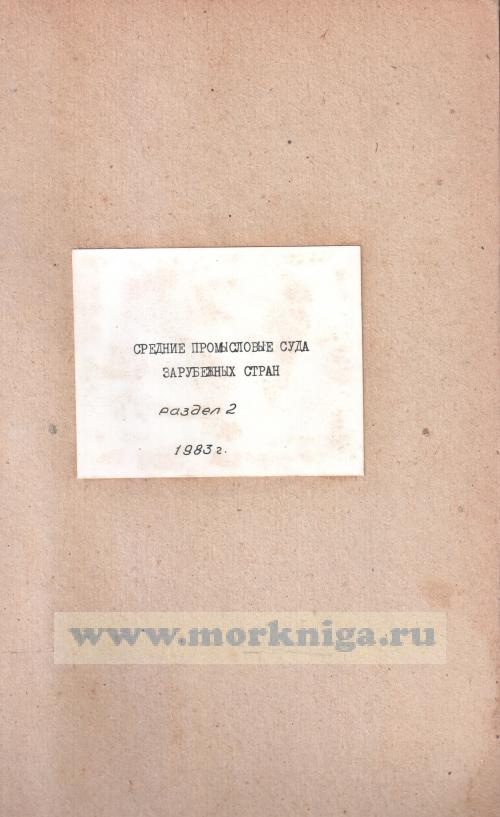 СРЕДНИЕ ПРОМЫСЛОВЫЕ СУДА
ЗАРУБЕЖНЫХ СТРАН
раздел 2
1983 г.
www.morkniga.ru